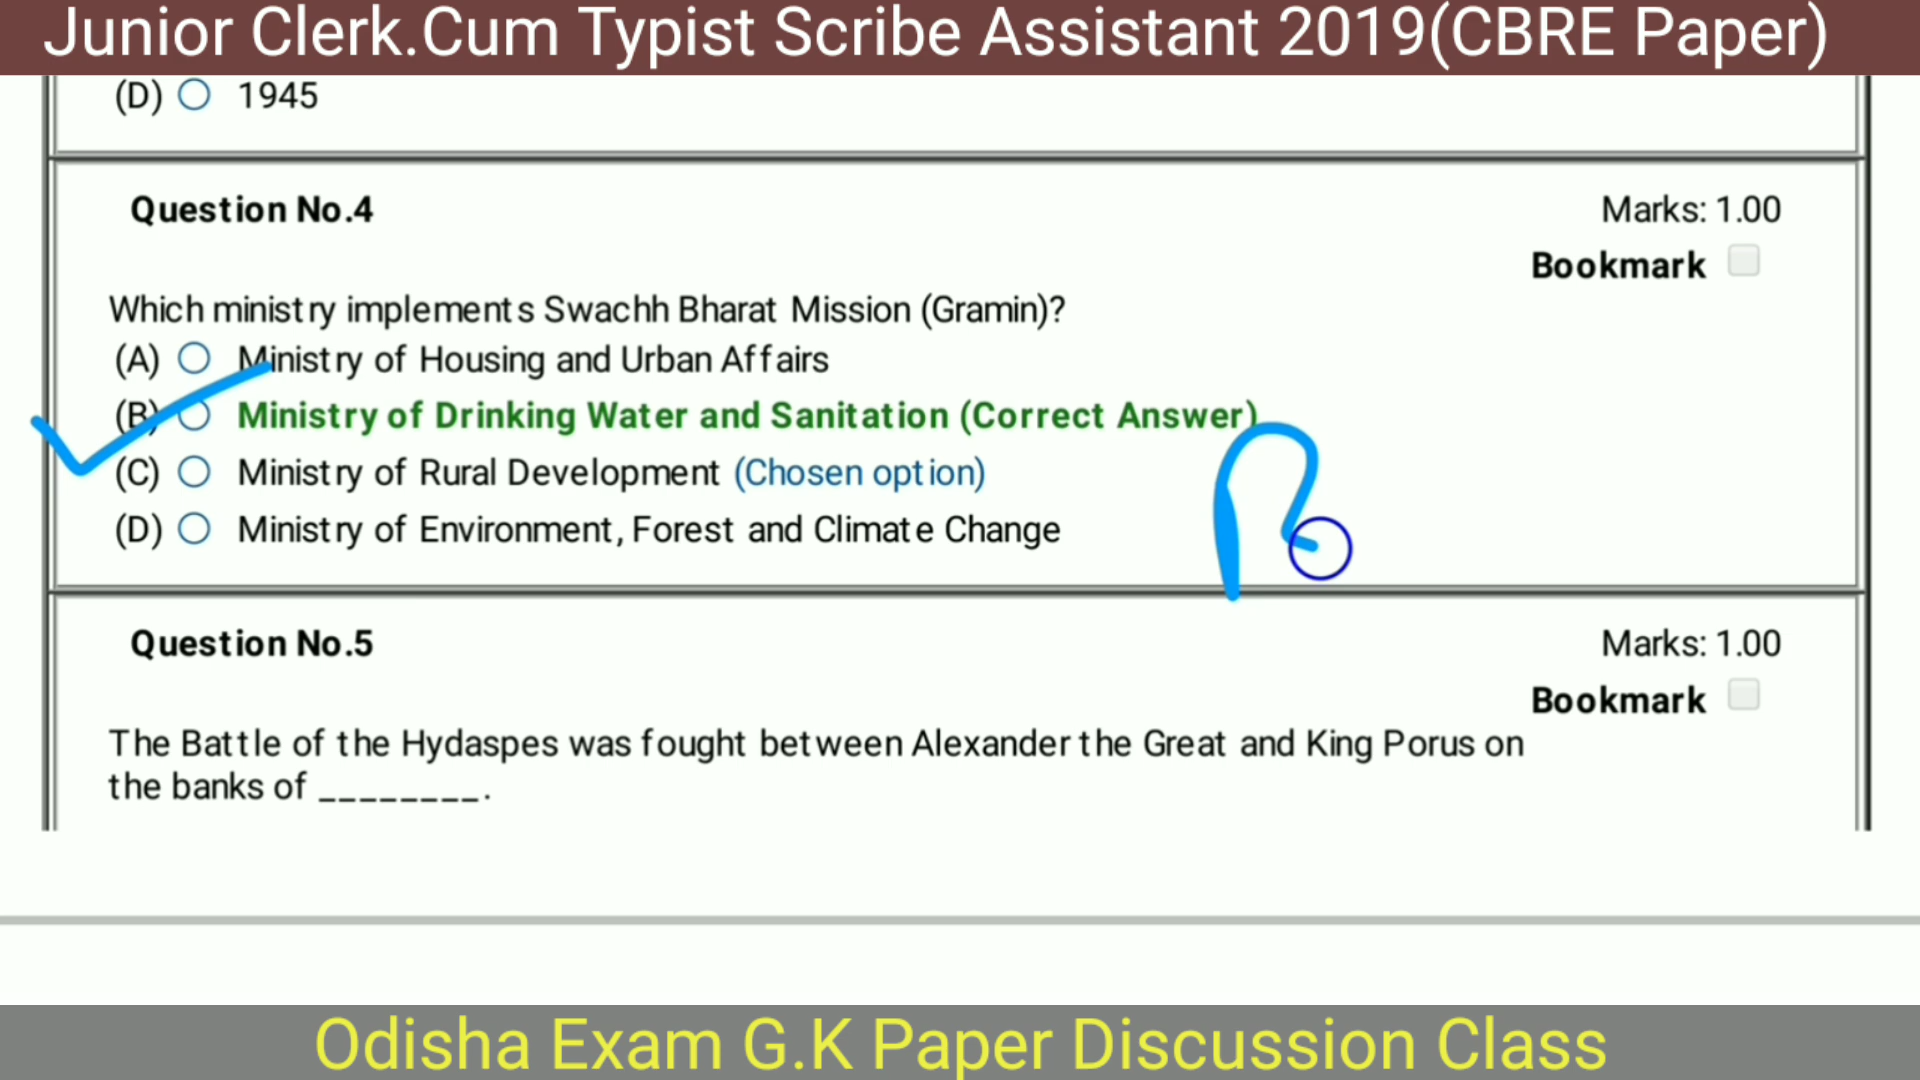 Junior Clerk.Cum Typist Scribe Assistant 2019(CBRE Paper)
(D) 1945
Question No.4
Marks: 1.00
Bookmark
Which ministry implements Swachh Bharat Mission (Gramin)?
(A) Ministry of Housing and Urban Affairs
(B) Ministry of Drinking Water and Sanitation (Correct Answer)
(C) Ministry of Rural Development (Chosen option)
(D) Ministry of Environment, Forest and Climate Change
Question No.5
Marks: 1.00
Bookmark
The Battle of the Hydaspes was fought between Alexander the Great and King Porus on
the banks of ________.
Odisha Exam G.K Paper Discussion Class